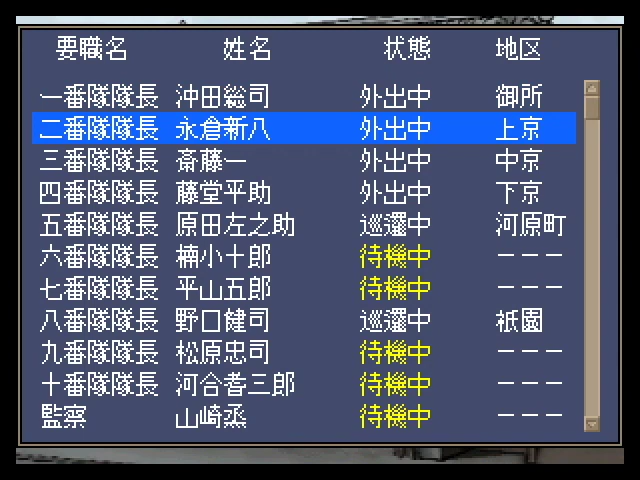 要職名 姓名 状態 地区
一番隊隊長 沖田総司 外出中 御所
二番隊隊長 永倉新八 外出中 上京
三番隊隊長 斎藤一 外出中 中京
四番隊隊長 藤堂平助 外出中 下京
五番隊隊長 原田左之助 巡邏中 河原町
六番隊隊長 楠小十郎 待機中 ーーー
七番隊隊長 平山五郎 待機中 ーーー
八番隊隊長 野口健司 巡邏中 祇園
九番隊隊長 松原忠司 待機中 ーーー
十番隊隊長 河合耆三郎 待機中 ーーー
監察 山崎烝 待機中 ーーー